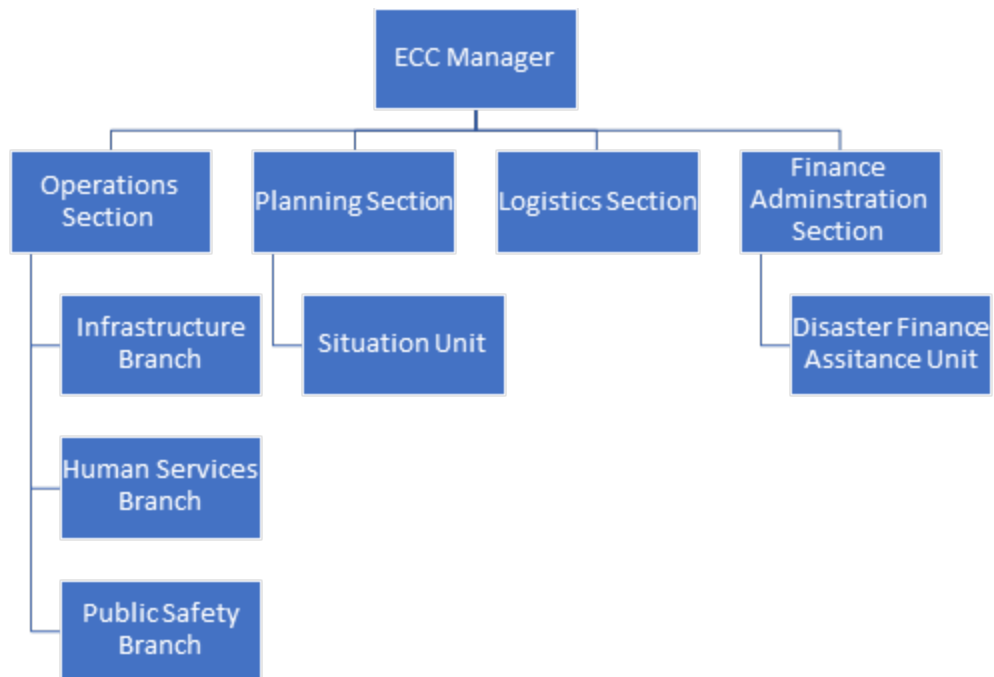 ECC Manager
Operations
Section
Planning Section
Logistics Section
Finance
Adminstration
Section
Infrastructure
Branch
Situation Unit
Disaster Finance
Assitance Unit
Human Services
Branch
Public Safety
Branch